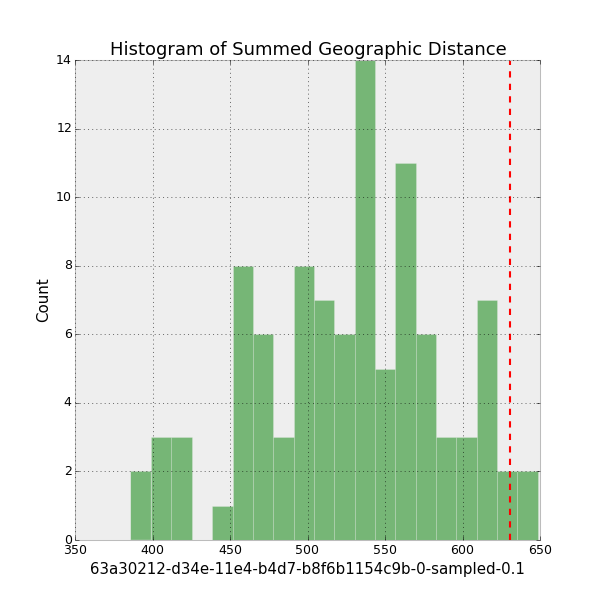 Histogram of Summed Geographic Distance
14
12
10
8
6
4
2
0
Count
350 400 450 500 550 600 650
63a30212-d34e-11e4-b4d7-b8f6b1154c9b-0-sampled-0.1